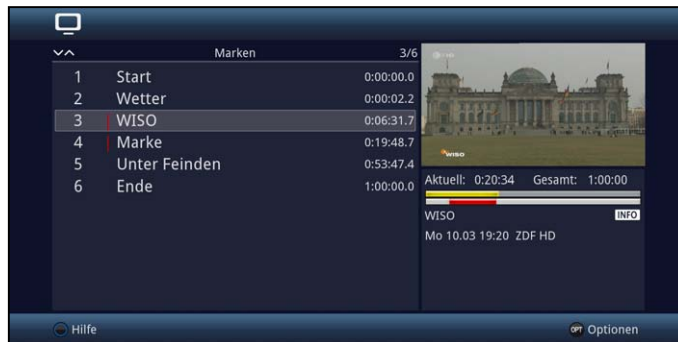 Marken 3/6
1 Start 0:00:00.0
2 Wetter 0:00:02.2
3 WISO 0:06:31.7
4 Marke 0:19:48.7
5 Unter Feinden 0:53:47.4
6 Ende 1:00:00.0
WISO
Aktuell: 0:20:34 Gesamt: 1:00:00
WISO INFO
Mo 10.03 19:20 ZDF HD
Hilfe
OPT Optionen